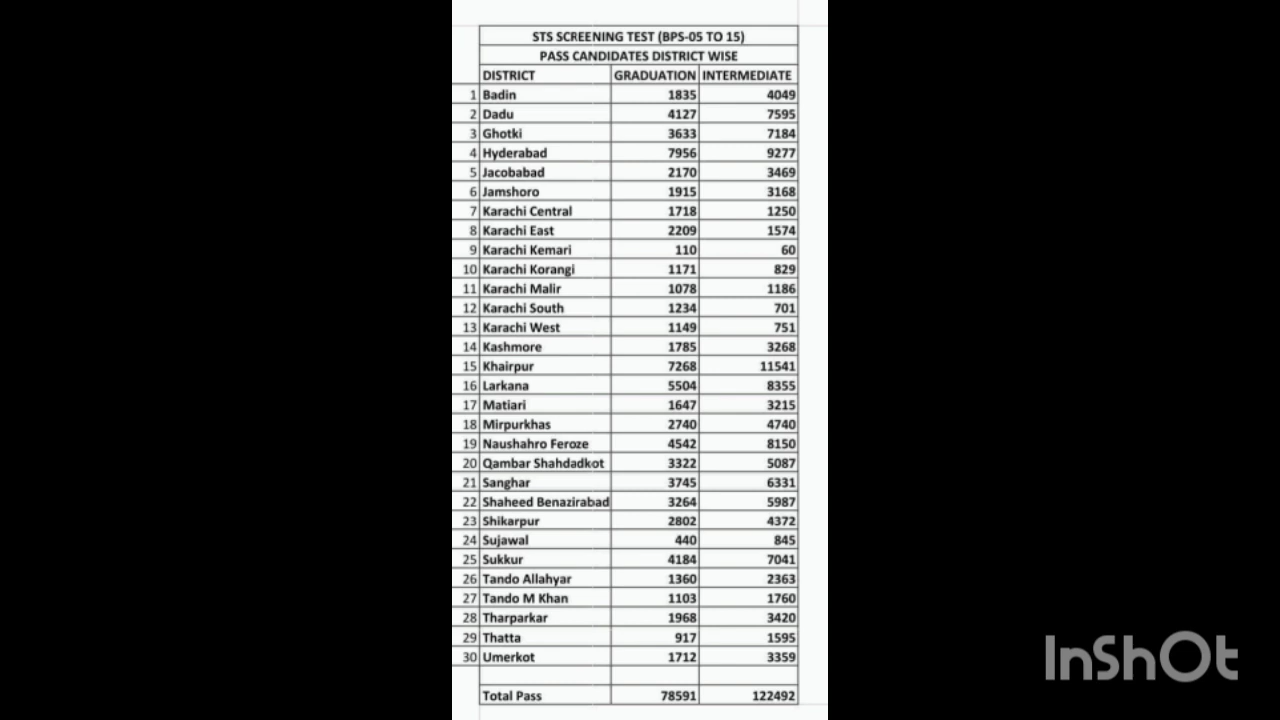 STS SCREENING TEST (BPS-05 TO 15)
PASS CANDIDATES DISTRICT WISE
DISTRICT GRADUATION INTERMEDIATE
1 Badin 1835 4049
2 Dadu 4127 7595
3 Ghotki 3633 7184
4 Hyderabad 7956 9277
5 Jacobabad 2170 3469
6 Jamshoro 1915 3168
7 Karachi Central 1718 1250
8 Karachi East 2209 1574
9 Karachi Kemari 110 60
10 Karachi Korangi 1171 829
11 Karachi Malir 1078 1186
12 Karachi South 1234 701
13 Karachi West 1149 751
14 Kashmore 1785 3268
15 Khairpur 7268 11541
16 Larkana 5504 8355
17 Matiari 1647 3215
18 Mirpurkhas 2740 4740
19 Naushahro Feroze 4542 8150
20 Qambar Shahdadkot 3322 5087
21 Sanghar 3745 6331
22 Shaheed Benazirabad 3264 5987
23 Shikarpur 2802 4372
24 Sujawal 440 845
25 Sukkur 4184 7041
26 Tando Allahyar 1360 2363
27 Tando M Khan 1103 1760
28 Tharparkar 1968 3420
29 Thatta 917 1595
30 Umerkot 1712 3359
Total Pass 78591 122492
InShOt